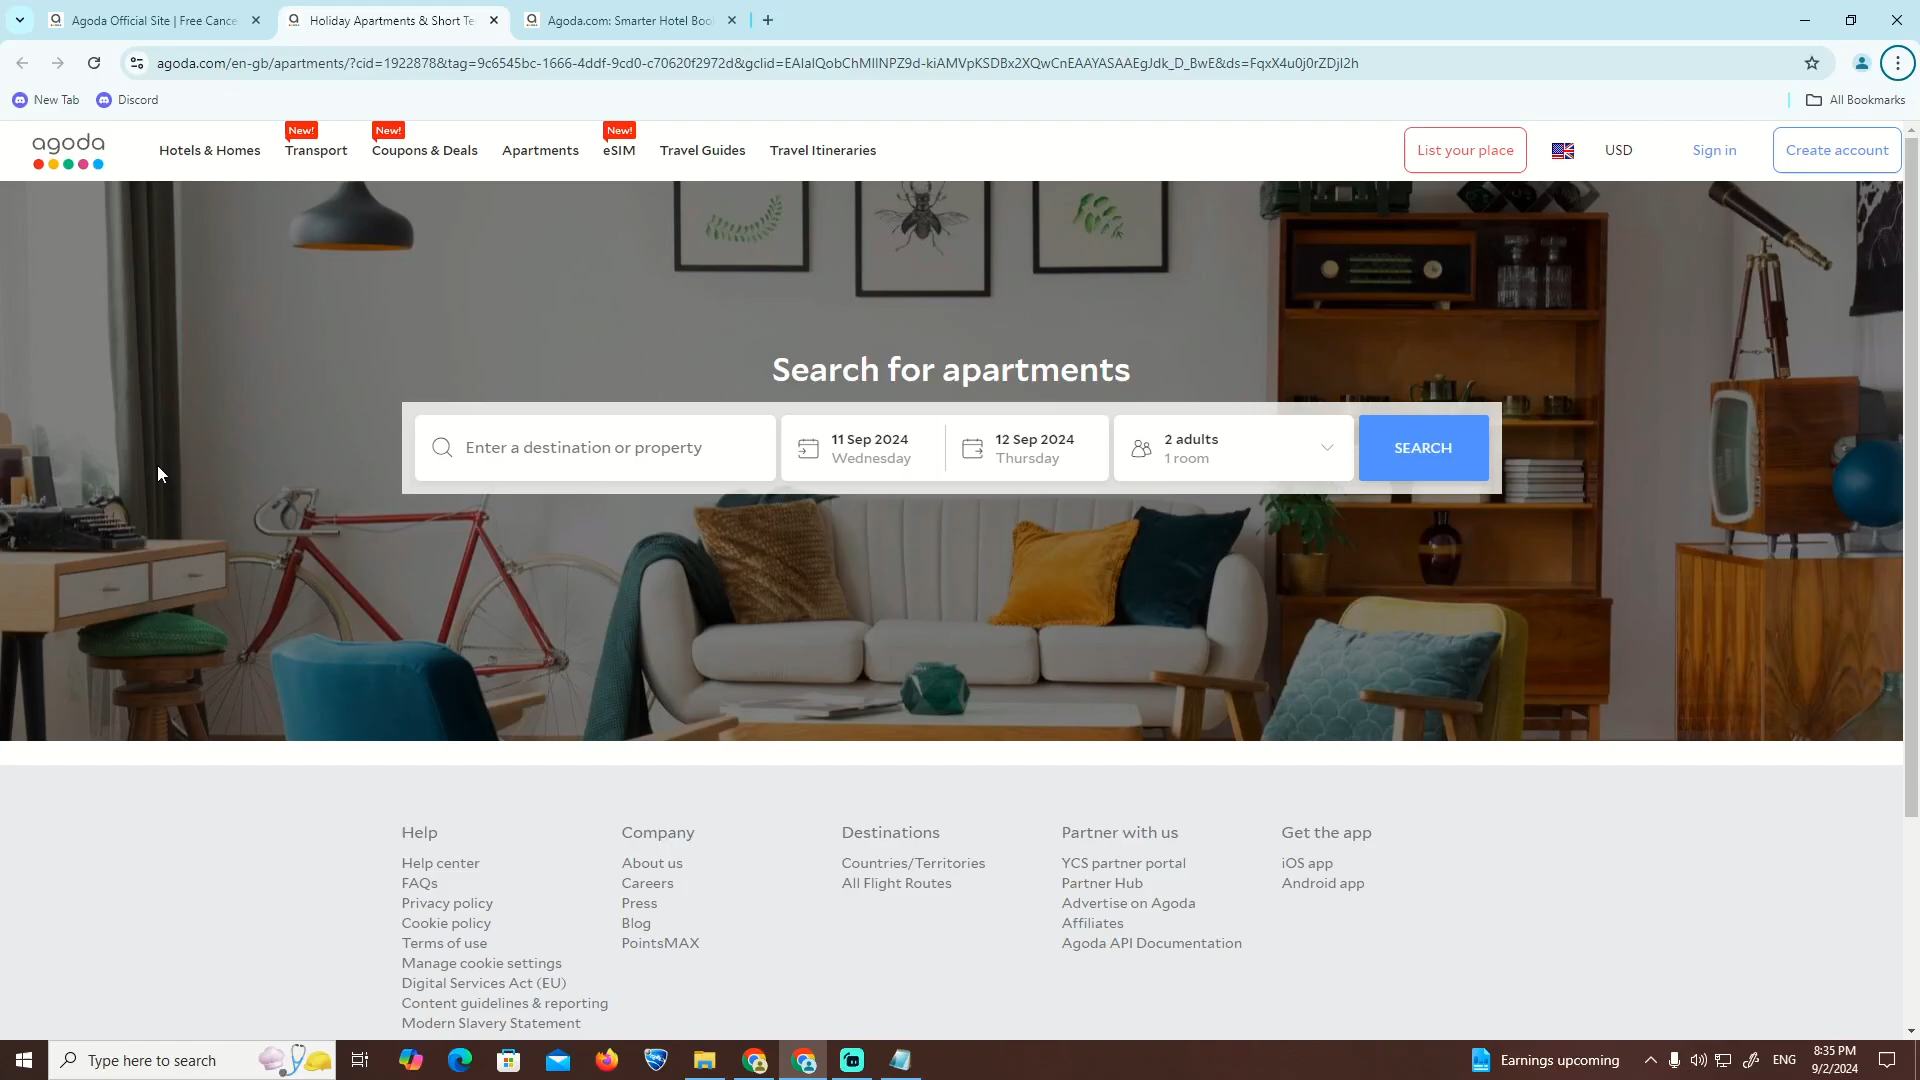 Agoda Official Site | Free Cance
Holiday Apartments & Short Te
Agoda.com: Smarter Hotel Boo
agoda.com/en-gb/apartments/?cid=1922878&tag=9c6545bc-1666-4ddf-9cd0-c70620f2972d&gclid=EAIaIQobChMIlNPZ9d-kiAMVpKSDBx2XQwCnEAAYASAAEgJdk_D_BwE&ds=FqxX4u0j0rZDjI2h
New Tab
Discord
All Bookmarks
agoda
Hotels & Homes
New!
Transport
New!
Coupons & Deals
Apartments
New!
eSIM
Travel Guides
Travel Itineraries
List your place
USD
Sign in
Create account
Search for apartments
Enter a destination or property
11 Sep 2024
Wednesday
12 Sep 2024
Thursday
2 adults
1 room
SEARCH
Help
Help center
FAQs
Privacy policy
Cookie policy
Terms of use
Manage cookie settings
Digital Services Act (EU)
Content guidelines & reporting
Modern Slavery Statement
Company
About us
Careers
Press
Blog
PointsMAX
Destinations
Countries/Territories
All Flight Routes
Partner with us
YCS partner portal
Partner Hub
Advertise on Agoda
Affiliates
Agoda API Documentation
Get the app
iOS app
Android app
Type here to search
Earnings upcoming
ENG
8:35 PM
9/2/2024